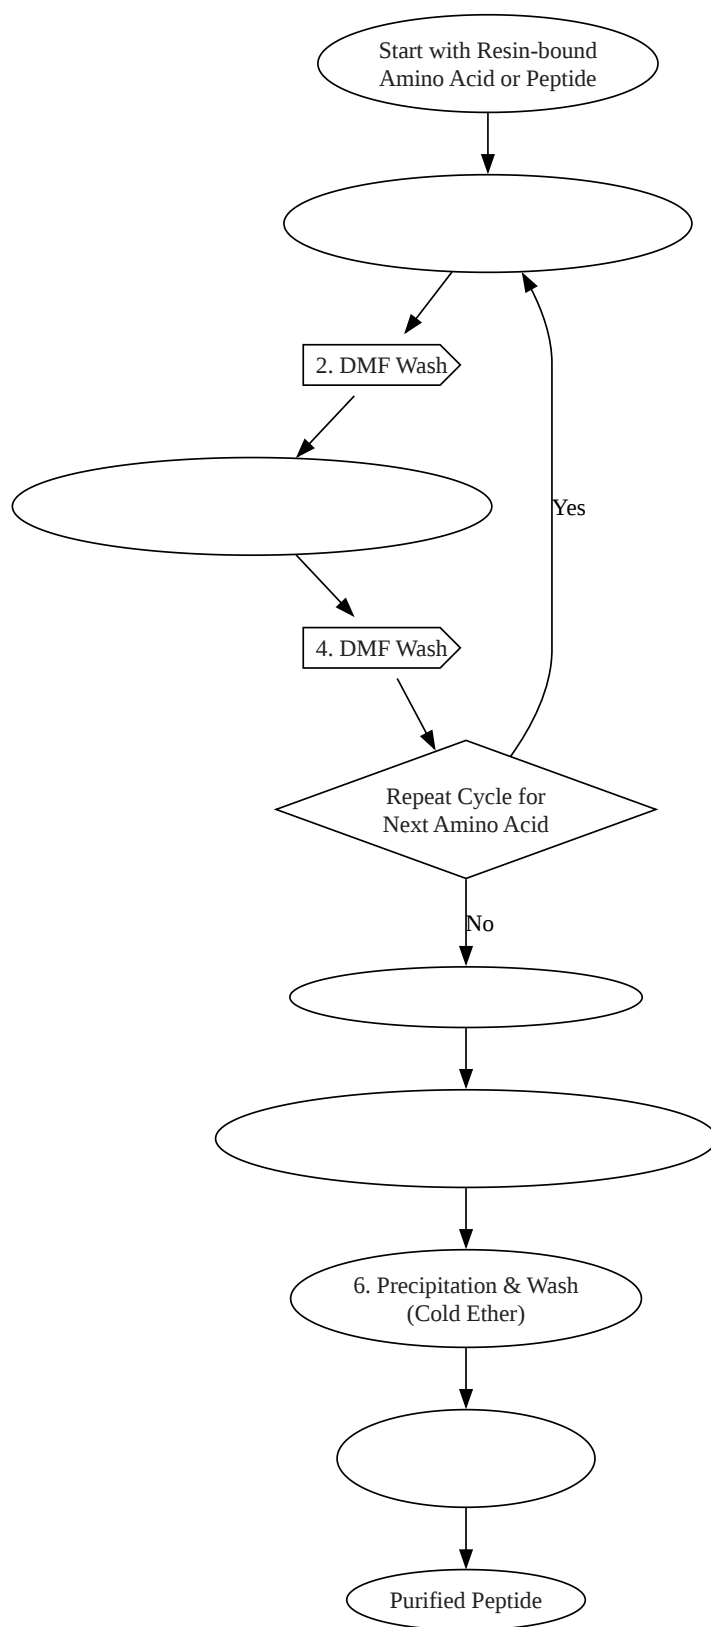 Start with Resin-bound
Amino Acid or Peptide
2. DMF Wash
Yes
4. DMF Wash
Repeat Cycle for
Next Amino Acid
No
6. Precipitation & Wash
(Cold Ether)
Purified Peptide